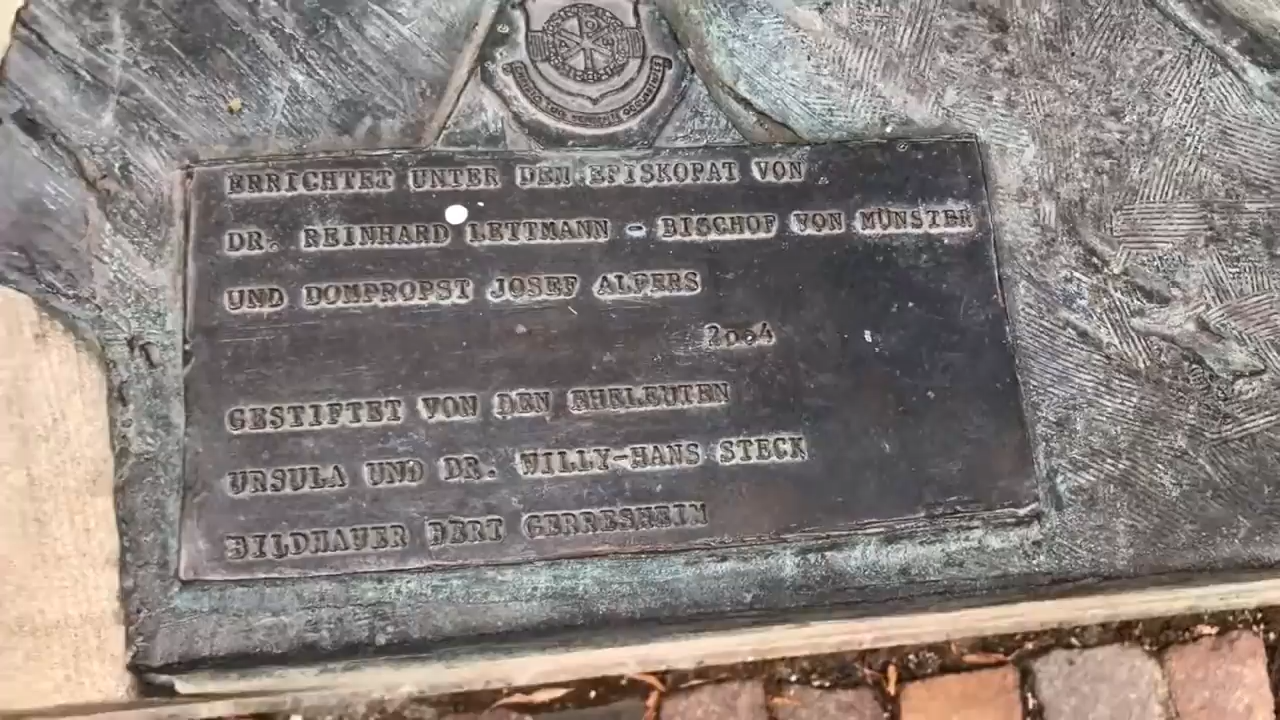 ERRICHTET UNTER DEM EPISKOPAT VON
DR. REINHARD LETTMANN - BISCHOF VON MÜNSTER
UND DOMPROPST JOSEF ALFERS
2004
GESTIFTET VON DEN EHELEUTEN
URSULA UND DR. WILLY-HANS STECK
BILDHAUER BERT GERRESHEIM